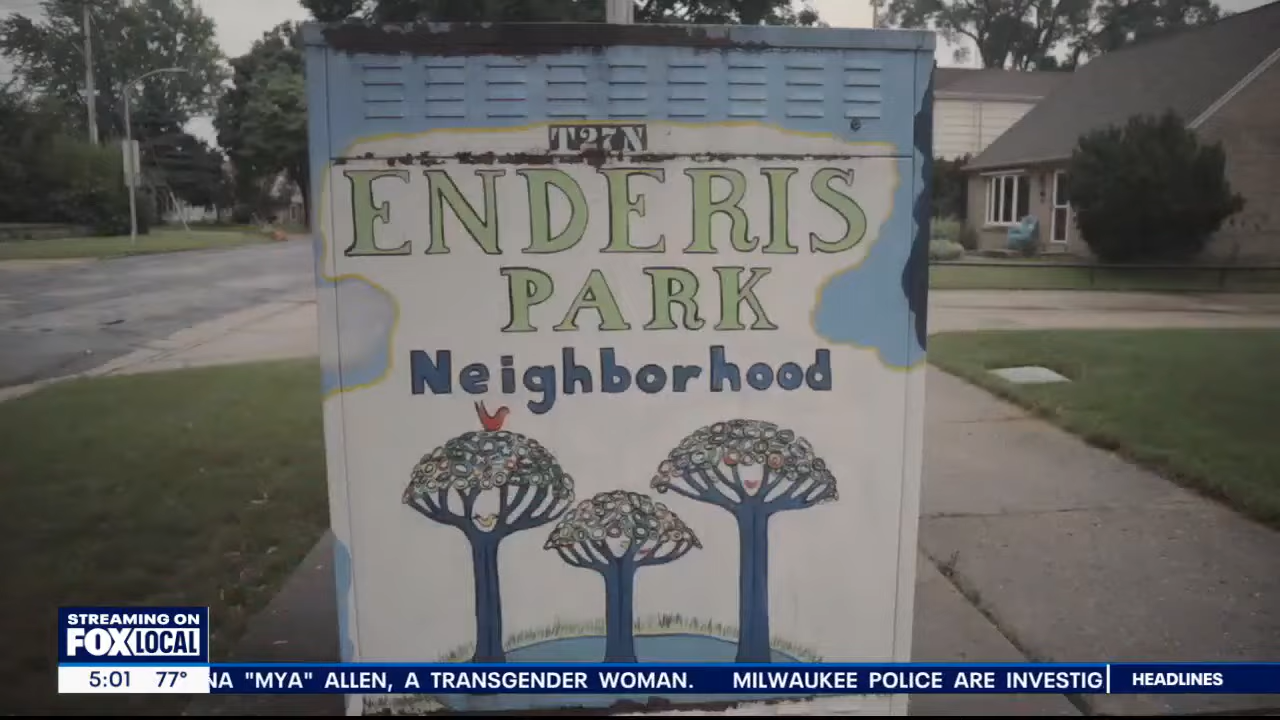 T27N
ENDERIS
PARK
Neighborhood
STREAMING ON
FOX LOCAL
5:01 77° NA "MYA" ALLEN, A TRANSGENDER WOMAN. MILWAUKEE POLICE ARE INVESTIG HEADLINES